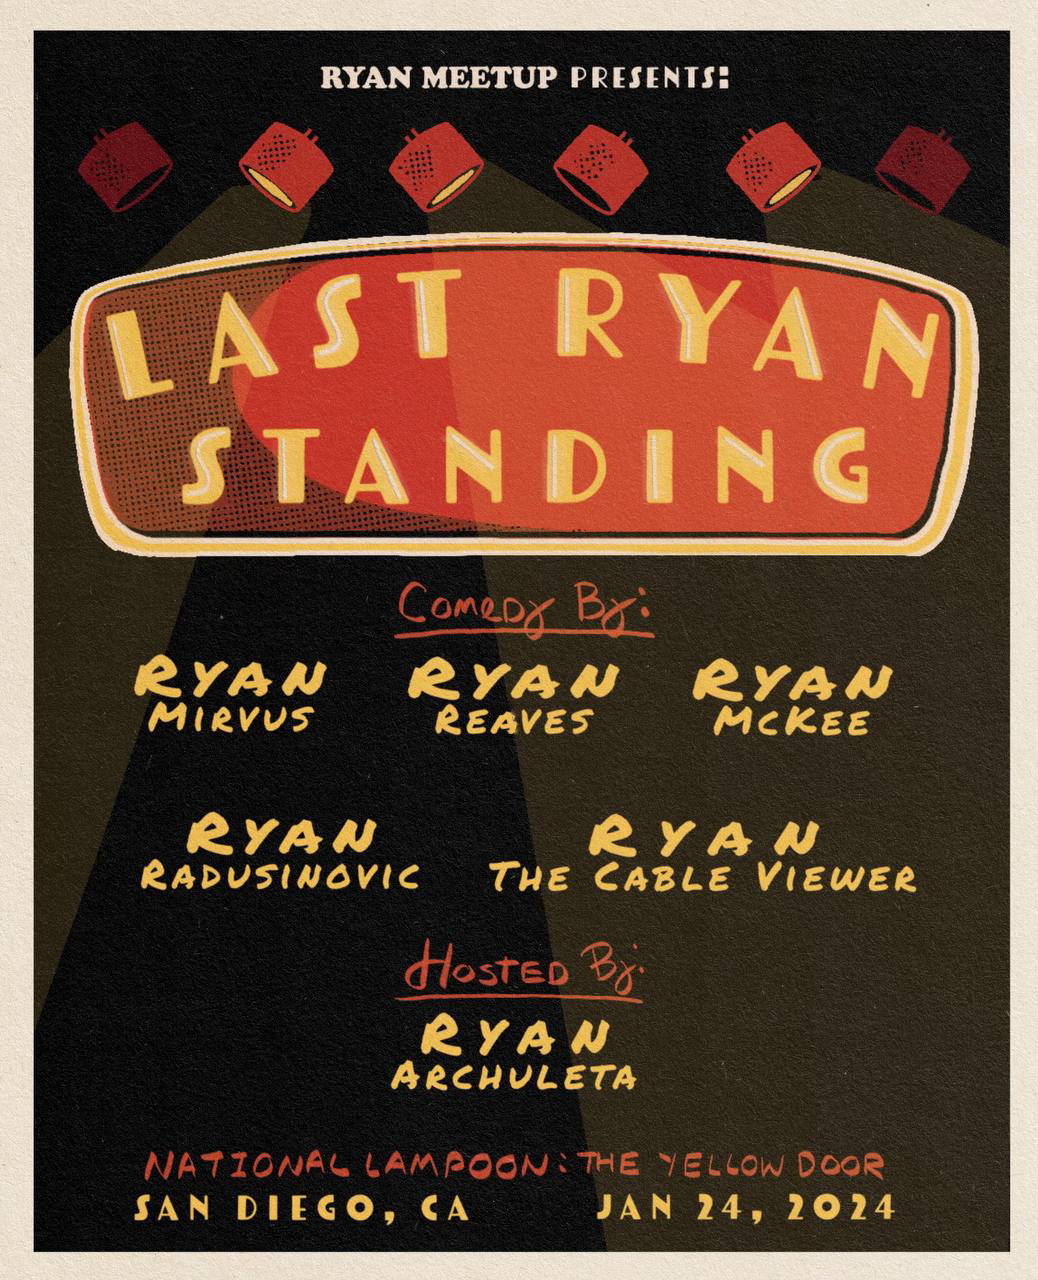 RYAN MEETUP PRESENTS:
LAST RYAN
STANDING
Comedy By:
RYAN RYAN RYAN
MIRVUS REAVES McKEE
RYAN RYAN
RADUSINOVIC THE CABLE VIEWER
Hosted By:
RYAN
ARCHULETA
NATIONAL LAMPOON: THE YELLOW DOOR
SAN DIEGO, CA JAN 24, 2024